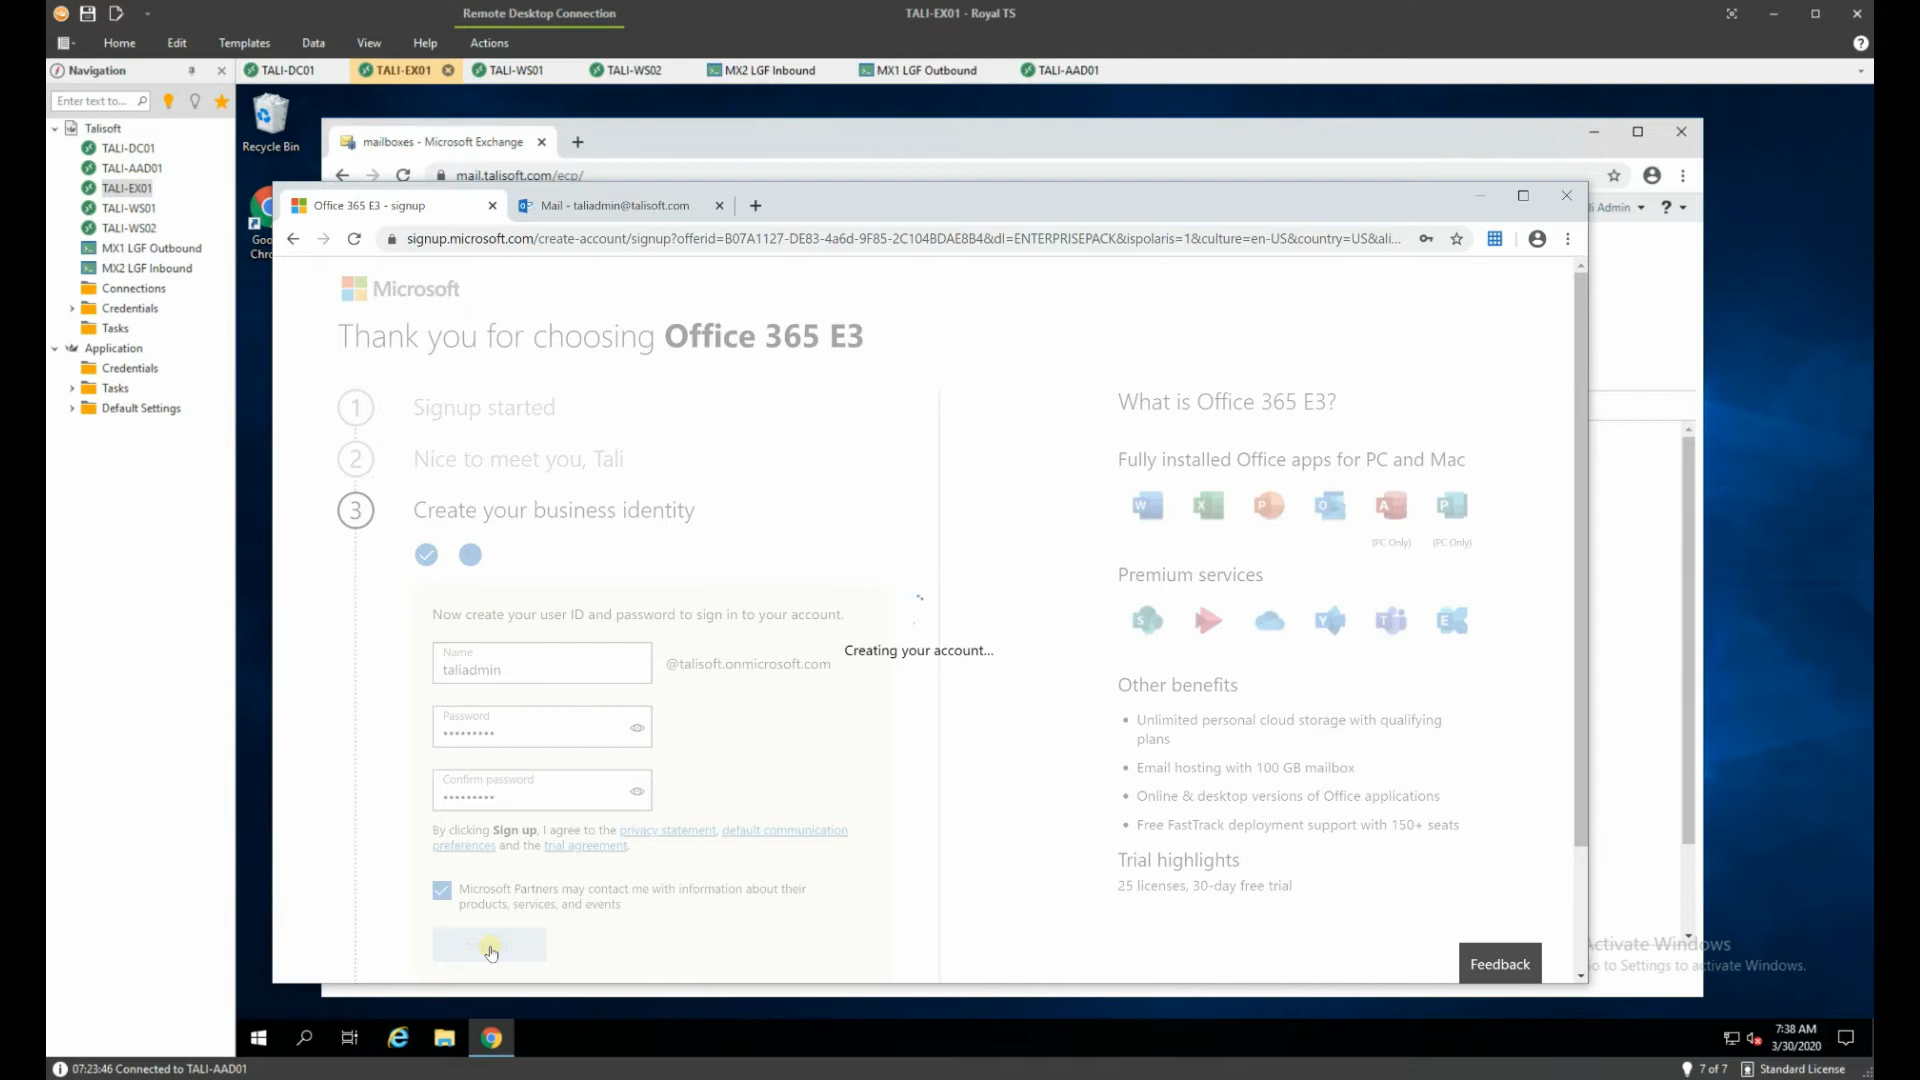 Remote Desktop Connection
TALI-EX01 - Royal TS
Home Edit Templates Data View Help Actions
Navigation
TALI-DC01
TALI-EX01
TALI-WS01
TALI-WS02
MX2 LGF Inbound
MX1 LGF Outbound
TALI-AAD01
Enter text to...
Talisoft
TALI-DC01
TALI-AAD01
TALI-EX01
TALI-WS01
TALI-WS02
MX1 LGF Outbound
MX2 LGF Inbound
Connections
Credentials
Tasks
Application
Credentials
Tasks
Default Settings
Recycle Bin
Goo
Chro
mailboxes - Microsoft Exchange
mail.talisoft.com/ecp/
li Admin
?
Office 365 E3 - signup
Mail - taliadmin@talisoft.com
signup.microsoft.com/create-account/signup?offerid=B07A1127-DE83-4a6d-9F85-2C104BDAE8B4&dl=ENTERPRISEPACK&ispolaris=1&culture=en-US&country=US&ali...
Microsoft
Thank you for choosing Office 365 E3
1 Signup started
2 Nice to meet you, Tali
3 Create your business identity
Now create your user ID and password to sign in to your account.
Name
taliadmin
@talisoft.onmicrosoft.com
Password
•••••••••
Confirm password
•••••••••
By clicking Sign up, I agree to the privacy statement, default communication
preferences and the trial agreement.
Microsoft Partners may contact me with information about their
products, services, and events
Creating your account...
What is Office 365 E3?
Fully installed Office apps for PC and Mac
W X P O A P
(PC Only) (PC Only)
Premium services
S Y T E
Other benefits
• Unlimited personal cloud storage with qualifying
plans
• Email hosting with 100 GB mailbox
• Online & desktop versions of Office applications
• Free FastTrack deployment support with 150+ seats
Trial highlights
25 licenses, 30-day free trial
Feedback
Activate Windows
Go to Settings to activate Windows.
7:38 AM
3/30/2020
07:23:46 Connected to TALI-AAD01
7 of 7
Standard License